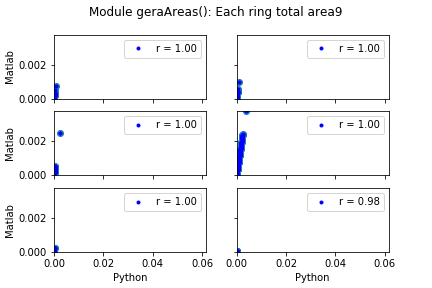 Module geraAreas(): Each ring total area9
Matlab
0.002
0.000
r = 1.00
r = 1.00
Matlab
0.002
0.000
r = 1.00
r = 1.00
Matlab
0.002
0.000
r = 1.00
r = 0.98
0.00 0.02 0.04 0.06
0.00 0.02 0.04 0.06
Python
Python